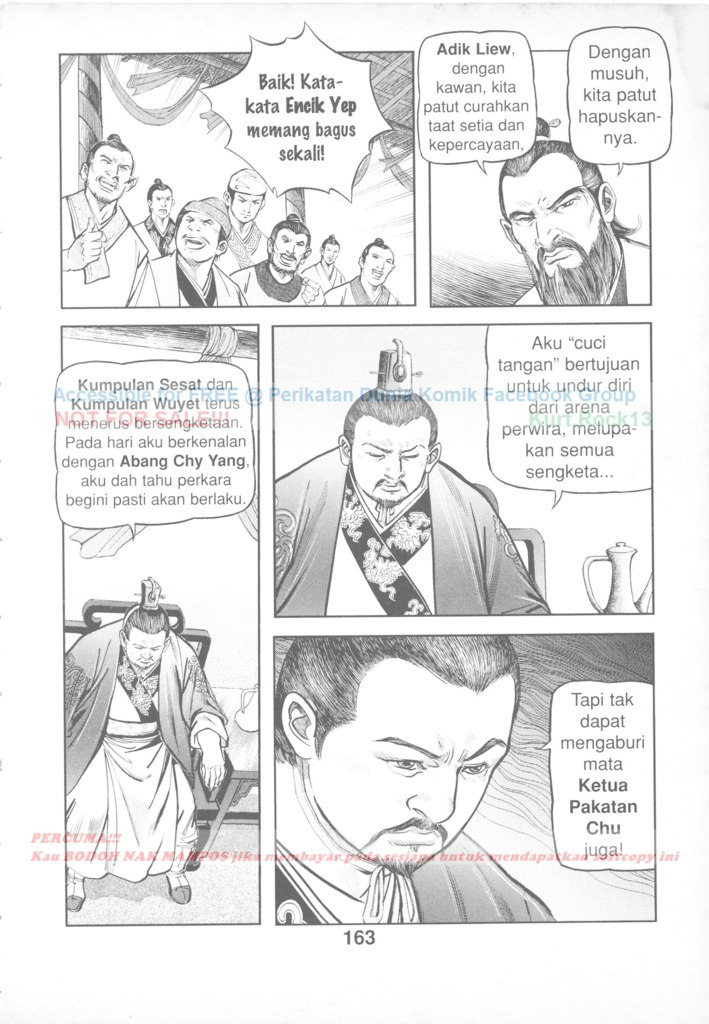 Baik! Kata-
kata Encik Yep
memang bagus
sekali!
Adik Liew,
dengan
kawan, kita
patut curahkan
taat setia dan
kepercayaan,
Dengan
musuh,
kita patut
hapuskan-
nya.
Kumpulan Sesat dan
Kumpulan Wuyet terus
menerus bersengketaan.
Pada hari aku berkenalan
dengan Abang Chy Yang,
aku dah tahu perkara
begini pasti akan berlaku.
Aku “cuci
tangan” bertujuan
untuk undur diri
dari arena
perwira, melupa-
kan semua
sengketa...
Accessible for FREE @ Perikatan Dunia Komik Facebook Group
NOT FOR SALE!!!
Kurt Rock13
Tapi tak
dapat
mengaburi
mata
Ketua
Pakatan
Chu
juga!
PERCUMA!!!
Kau BODOH NAK MAMPOS jika membayar pada sesiapa untuk mendapatkan softcopy ini
163